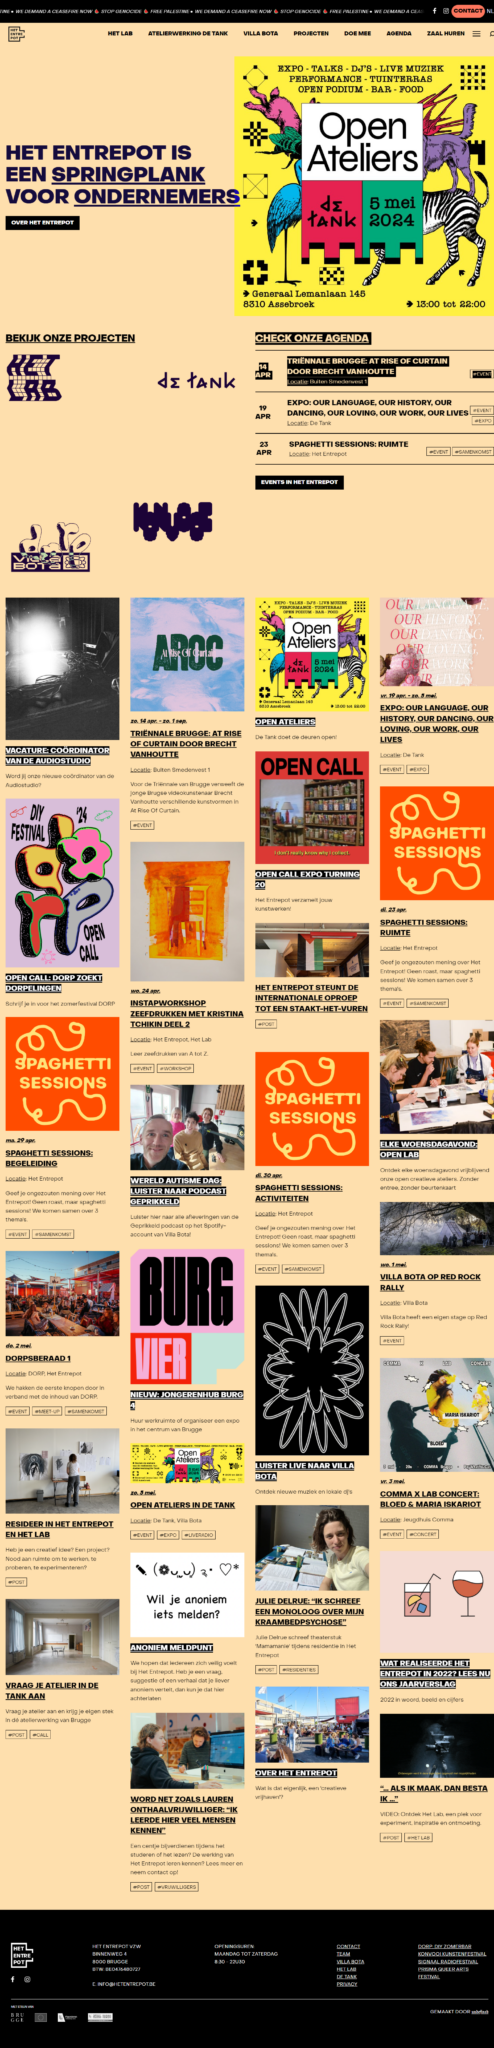 WE DEMAND A CEASEFIRE NOW STOP GENOCIDE FREE PALESTINE WE DEMAND A CEASEFIRE NOW STOP GENOCIDE FREE PALESTINE WE DEMAND A
CONTACT
HET ENTREPOT
HET LAB ATELIERWERKING DE TANK VILLA BOTA PROJECTEN DOE MEE AGENDA ZAAL HUREN
HET ENTREPOT IS
EEN SPRINGPLANK
VOOR ONDERNEMERS
OVER HET ENTREPOT
EXPO - TALKS - DJ'S - LIVE MUZIEK
PERFORMANCE - TUINTERRAS
OPEN PODIUM - BAR - FOOD
Open
Ateliers
de tank
5 mei
2024
Generaal Lemanlaan 145
8310 Assebroek
13:00 tot 22:00
BEKIJK ONZE PROJECTEN
HET LAB
de tank
CHECK ONZE AGENDA
14 APR
TRIËNNALE BRUGGE: AT RISE OF CURTAIN
DOOR BRECHT VANHOUTTE
Locatie: Buiten Smedenvest 1
#EVENT
19 APR
EXPO: OUR LANGUAGE, OUR HISTORY, OUR
DANCING, OUR LOVING, OUR WORK, OUR LIVES
Locatie: De Tank
#EVENT
#EXPO
23 APR
SPAGHETTI SESSIONS: RUIMTE
Locatie: Het Entrepot
#EVENT #SAMENKOMST
EVENTS IN HET ENTREPOT
VACATURE: COÖRDINATOR
VAN DE AUDIOSTUDIO
Word jij onze nieuwe coördinator van de
Audiostudio?
DIY
FESTIVAL
'24
dorp
OPEN
CALL
OPEN CALL: DORP ZOEKT
DORPELINGEN
Schrijf je in voor het zomerfestival DORP
SPAGHETTI
SESSIONS
ma. 29 apr.
SPAGHETTI SESSIONS:
BEGELEIDING
Locatie: Het Entrepot
Geef je ongezouten mening over Het
Entrepot! Geen roast, maar spaghetti
sessions! We komen samen over 3
thema's.
#EVENT #SAMENKOMST
do. 2 mei.
DORPSBERAAD 1
Locatie: DORP, Het Entrepot
We hakken de eerste knopen door in
verband met de inhoud van DORP.
#EVENT #MEET-UP #SAMENKOMST
RESIDEER IN HET ENTREPOT
EN HET LAB
Heb je een creatief idee? Een project?
Nood aan ruimte om te werken, te
proberen, te experimenteren?
#POST
VRAAG JE ATELIER IN DE
TANK AAN
Vraag je atelier aan en krijg je eigen stek
in dé atelierwerking van Brugge
#POST #CALL
AROC
At Rise Of Curtain
zo. 14 apr. - zo. 1 sep.
TRIËNNALE BRUGGE: AT RISE
OF CURTAIN DOOR BRECHT
VANHOUTTE
Locatie: Buiten Smedenvest 1
Voor de Triënnale van Brugge verweeft de
jonge Brugse videokunstenaar Brecht
Vanhoutte verschillende kunstvormen in
At Rise Of Curtain.
#EVENT
wo. 24 apr.
INSTAPWORKSHOP
ZEEFDRUKKEN MET KRISTINA
TCHIKIN DEEL 2
Locatie: Het Entrepot, Het Lab
Leer zeefdrukken van A tot Z.
#EVENT #WORKSHOP
WERELD AUTISME DAG:
LUISTER NAAR PODCAST
GEPRIKKELD
Luister hier naar alle afleveringen van de
Geprikkeld podcast op het Spotify-
account van Villa Bota!
BURG
VIER
NIEUW: JONGERENHUB BURG
4
Huur werkruimte of organiseer een expo
in het centrum van Brugge
zo. 5 mei.
OPEN ATELIERS IN DE TANK
Locatie: De Tank, Villa Bota
#EVENT #EXPO #LIVERADIO
Wil je anoniem
iets melden?
ANONIEM MELDPUNT
We hopen dat iedereen zich veilig voelt
bij Het Entrepot. Heb je een vraag,
suggestie of een verhaal dat je liever
anoniem vertelt, dan kun je dat hier
achterlaten
WORD NET ZOALS LAUREN
ONTHAALVRIJWILLIGER: “IK
LEERDE HIER VEEL MENSEN
KENNEN”
Een centje bijverdienen tijdens het
studeren of het lezen? De werking van
Het Entrepot leren kennen? Lees meer en
neem contact op!
#POST #VRIJWILLIGERS
Open
Ateliers
de tank
5 mei
2024
OPEN ATELIERS
De Tank doet de deuren open!
OPEN CALL
OPEN CALL EXPO TURNING
20
Het Entrepot verzamelt jouw
kunstwerken!
HET ENTREPOT STEUNT DE
INTERNATIONALE OPROEP
TOT EEN STAAKT-HET-VUREN
#POST
SPAGHETTI
SESSIONS
di. 30 apr.
SPAGHETTI SESSIONS:
ACTIVITEITEN
Locatie: Het Entrepot
Geef je ongezouten mening over Het
Entrepot! Geen roast, maar spaghetti
sessions! We komen samen over 3
thema's.
#EVENT #SAMENKOMST
LUISTER LIVE NAAR VILLA
BOTA
Ontdek nieuwe muziek en lokale dj's
JULIE DELRUE: “IK SCHREEF
EEN MONOLOOG OVER MIJN
KRAAMBEDPSYCHOSE”
Julie Delrue schreef theaterstuk
'Mamamanie' tijdens residentie in Het
Entrepot
#POST #RESIDENTIES
OVER HET ENTREPOT
Wat is dat eigenlijk, een 'creatieve
vrijhaven'?
OUR LANGUAGE,
OUR HISTORY,
OUR DANCING,
OUR LOVING,
OUR WORK,
OUR LIVES
vr. 19 apr. - zo. 5 mei.
EXPO: OUR LANGUAGE, OUR
HISTORY, OUR DANCING, OUR
LOVING, OUR WORK, OUR
LIVES
Locatie: De Tank
#EVENT #EXPO
SPAGHETTI
SESSIONS
di. 23 apr.
SPAGHETTI SESSIONS:
RUIMTE
Locatie: Het Entrepot
Geef je ongezouten mening over Het
Entrepot! Geen roast, maar spaghetti
sessions! We komen samen over 3
thema's.
#EVENT #SAMENKOMST
ELKE WOENSDAGAVOND:
OPEN LAB
Ontdek elke woensdagavond vrijblijvend
onze open creatieve ateliers. Zonder
entree, zonder beurtenkaart
wo. 1 mei.
VILLA BOTA OP RED ROCK
RALLY
Locatie: Villa Bota
Villa Bota heeft een eigen stage op Red
Rock Rally!
#EVENT
COMMA X LAB CONCERT
MARIA ISKARIOT
BLOED
vr. 3 mei.
COMMA X LAB CONCERT:
BLOED & MARIA ISKARIOT
Locatie: Jeugdhuis Comma
#EVENT #CONCERT
WAT REALISEERDE HET
ENTREPOT IN 2022? LEES NU
ONS JAARVERSLAG
2022 in woord, beeld en cijfers
“... ALS IK MAAK, DAN BESTA
IK ...”
VIDEO: Ontdek Het Lab, een plek voor
experiment, inspiratie en ontmoeting.
#POST #HET LAB
HET ENTREPOT
HET ENTREPOT VZW
BINNENWEG 4
8000 BRUGGE
E. INFO@HETENTREPOT.BE
OPENINGSUREN
MAANDAG TOT ZATERDAG
8:30 - 22U30
CONTACT
TEAM
VILLA BOTA
HET LAB
DE TANK
PRIVACY
DORP: DIY ZOMERBAR
KONVOOI KUNSTENFESTIVAL
SIGNAAL RADIOFESTIVAL
PRISMA QUEER ARTS
FESTIVAL
BRUGGE
GEMAAKT DOOR